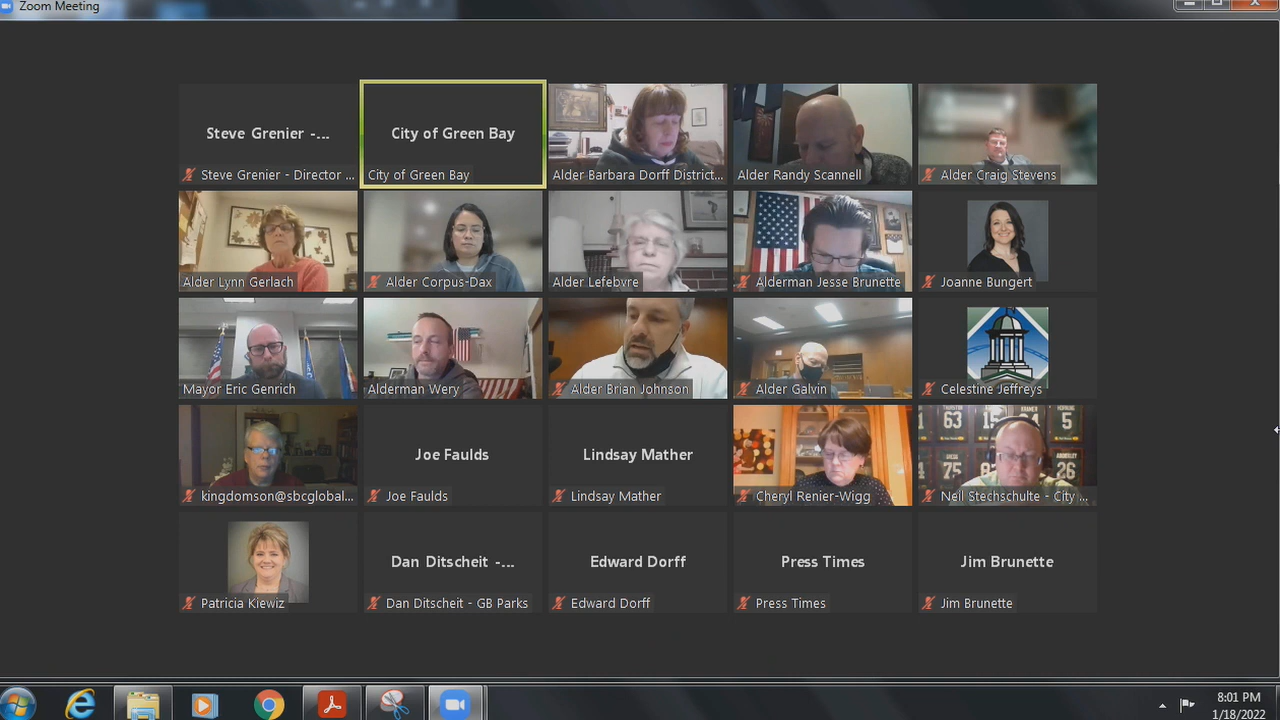 Zoom Meeting
Steve Grenier -...
Steve Grenier - Director ...
City of Green Bay
City of Green Bay
Alder Barbara Dorff District...
Alder Randy Scannell
Alder Craig Stevens
Alder Lynn Gerlach
Alder Corpus-Dax
Alder Lefebvre
Alderman Jesse Brunette
Joanne Bungert
Mayor Eric Genrich
Alderman Wery
Alder Brian Johnson
Alder Galvin
Celestine Jeffreys
kingdomson@sbcglobal...
Joe Faulds
Joe Faulds
Lindsay Mather
Lindsay Mather
Cheryl Renier-Wigg
63
5
75
26
Neil Stechschulte - City ...
Patricia Kiewiz
Dan Ditscheit -...
Dan Ditscheit - GB Parks
Edward Dorff
Edward Dorff
Press Times
Press Times
Jim Brunette
Jim Brunette
8:01 PM
1/18/2022